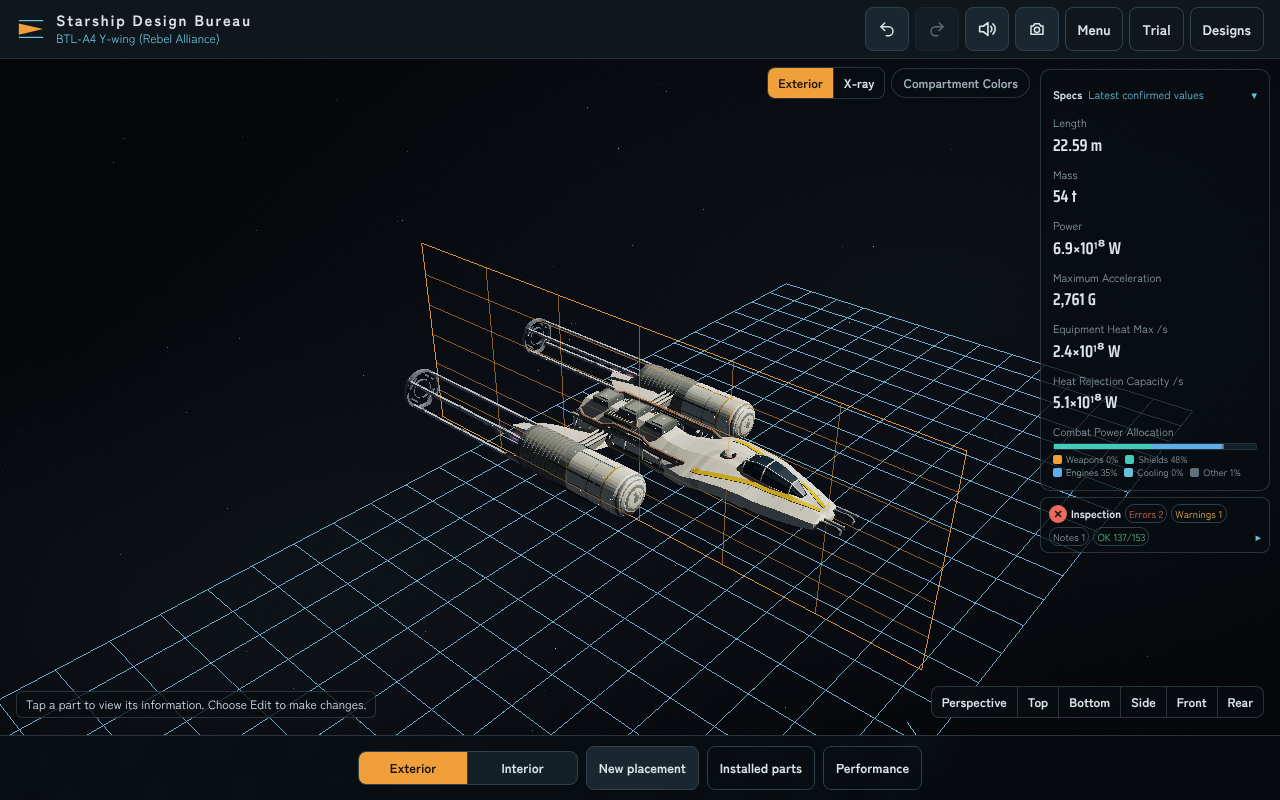 Starship Design Bureau
BTL-A4 Y-wing (Rebel Alliance)
Menu
Trial
Designs
Exterior
X-ray
Compartment Colors
Specs Latest confirmed values ▾
Length
22.59 m
Mass
54 t
Power
6.9×10¹⁸ W
Maximum Acceleration
2,761 G
Equipment Heat Max /s
2.4×10¹⁸ W
Heat Rejection Capacity /s
5.1×10¹⁸ W
Combat Power Allocation
Weapons 0% Shields 48%
Engines 35% Cooling 0% Other 1%
Inspection Errors 2 Warnings 1
Notes 1 OK 137/153 ▸
Tap a part to view its information. Choose Edit to make changes.
Perspective Top Bottom Side Front Rear
Exterior Interior New placement Installed parts Performance